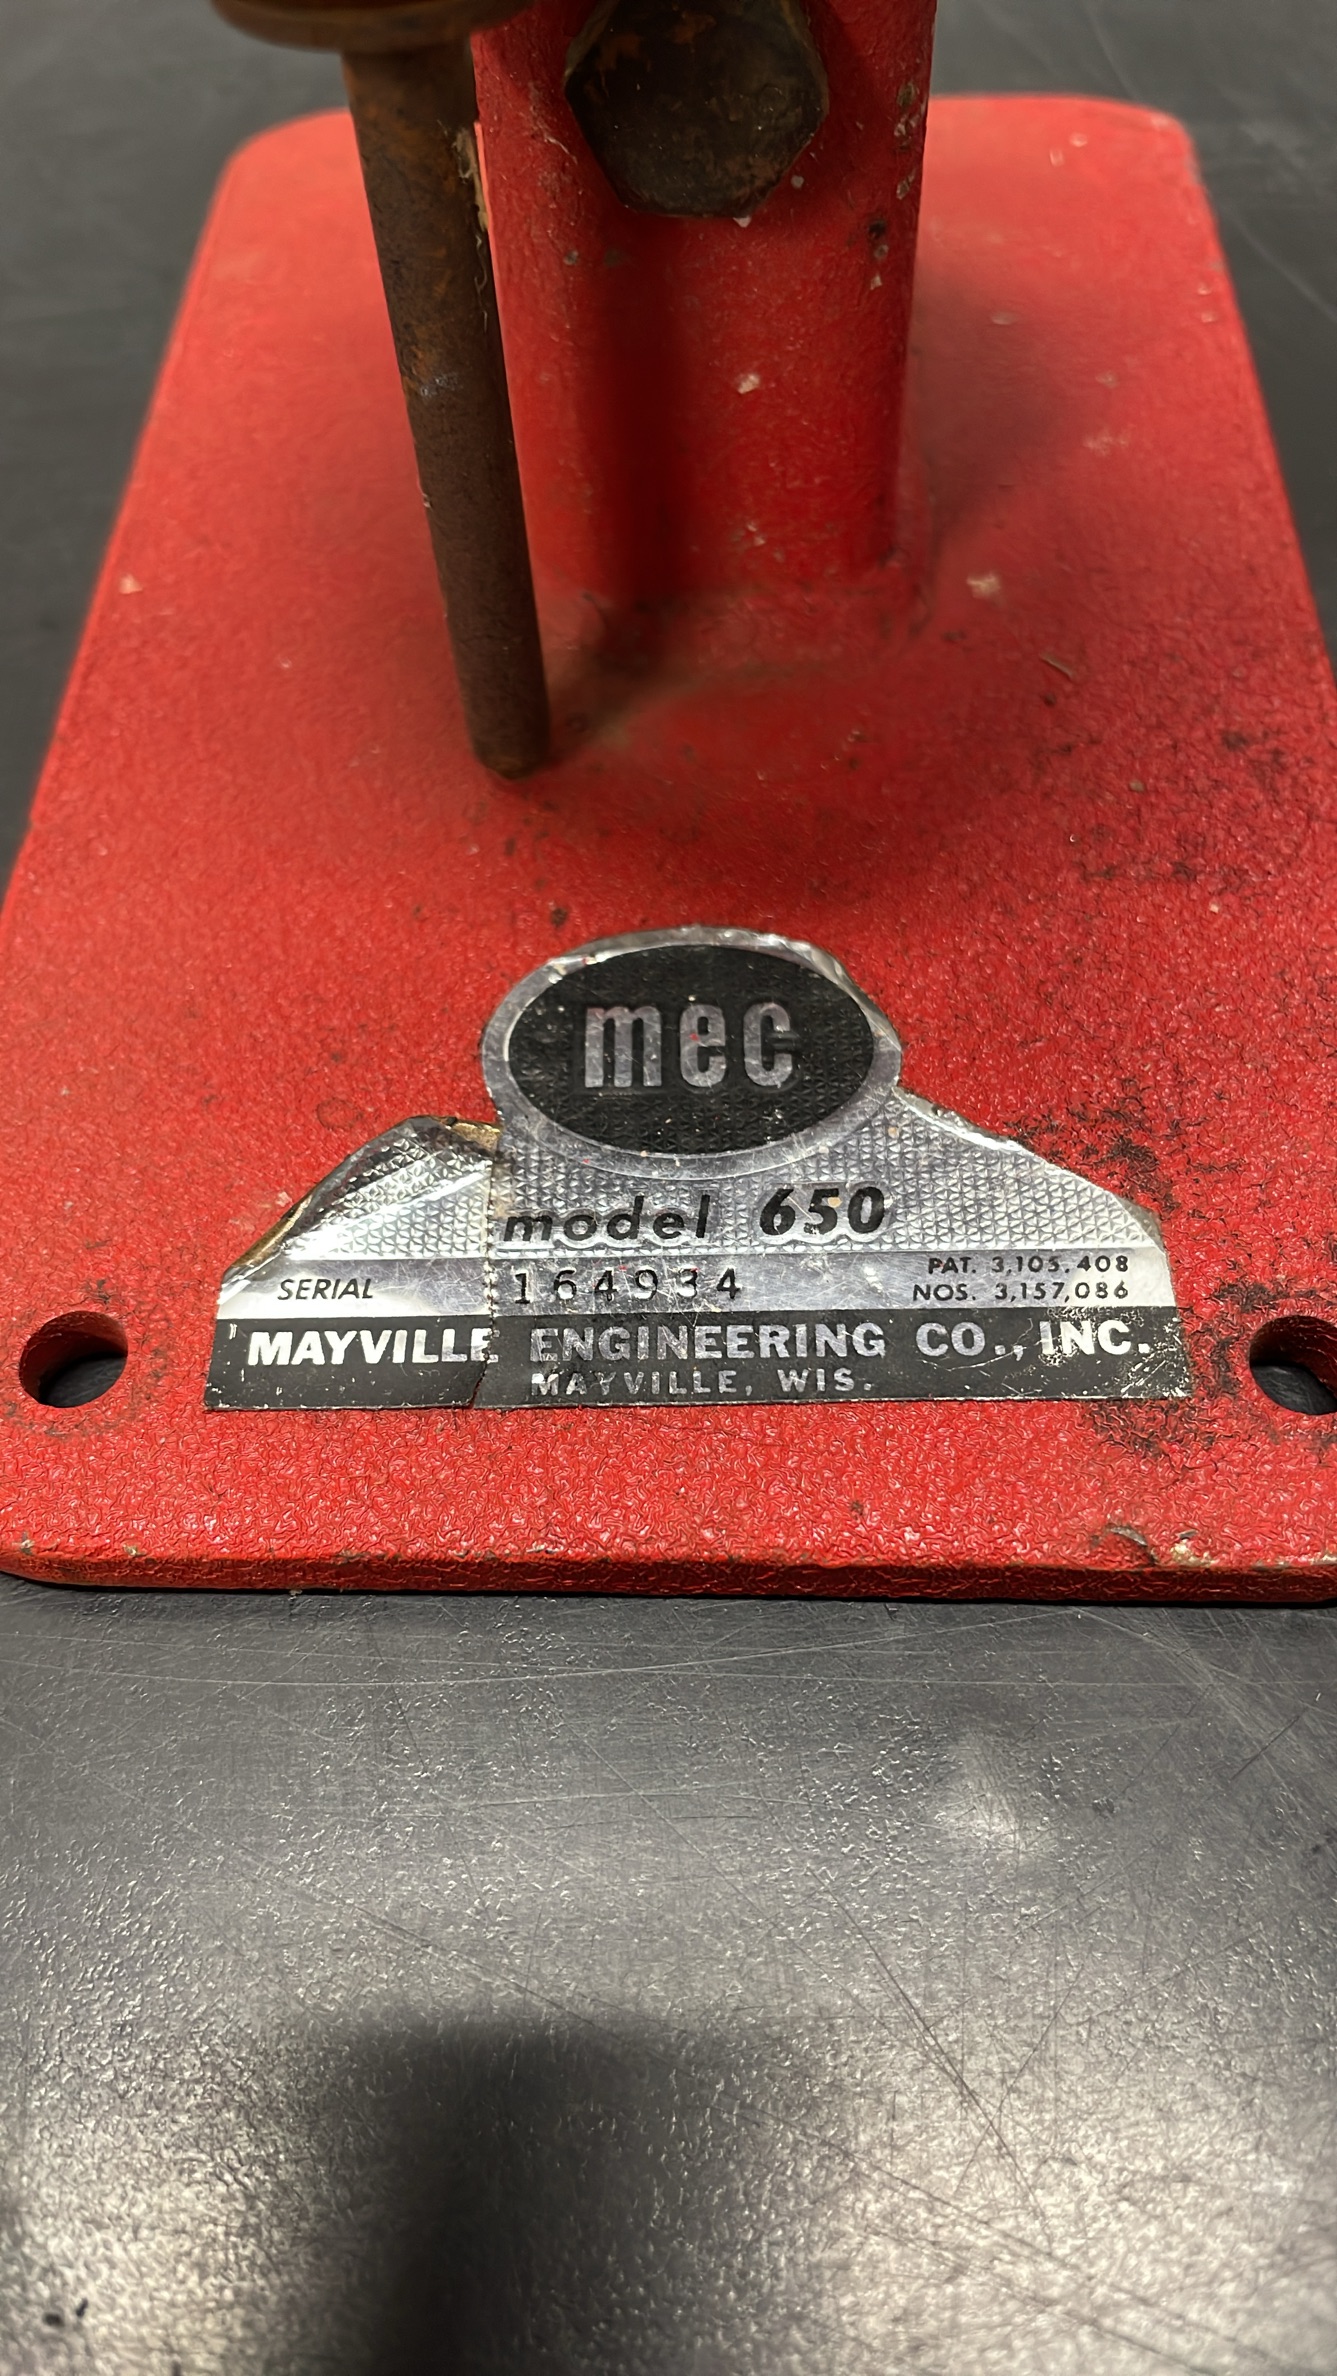 mec
model 650
SERIAL 164934 PAT. 3,105,408
NOS. 3,157,086
MAYVILLE ENGINEERING CO., INC.
MAYVILLE, WIS.